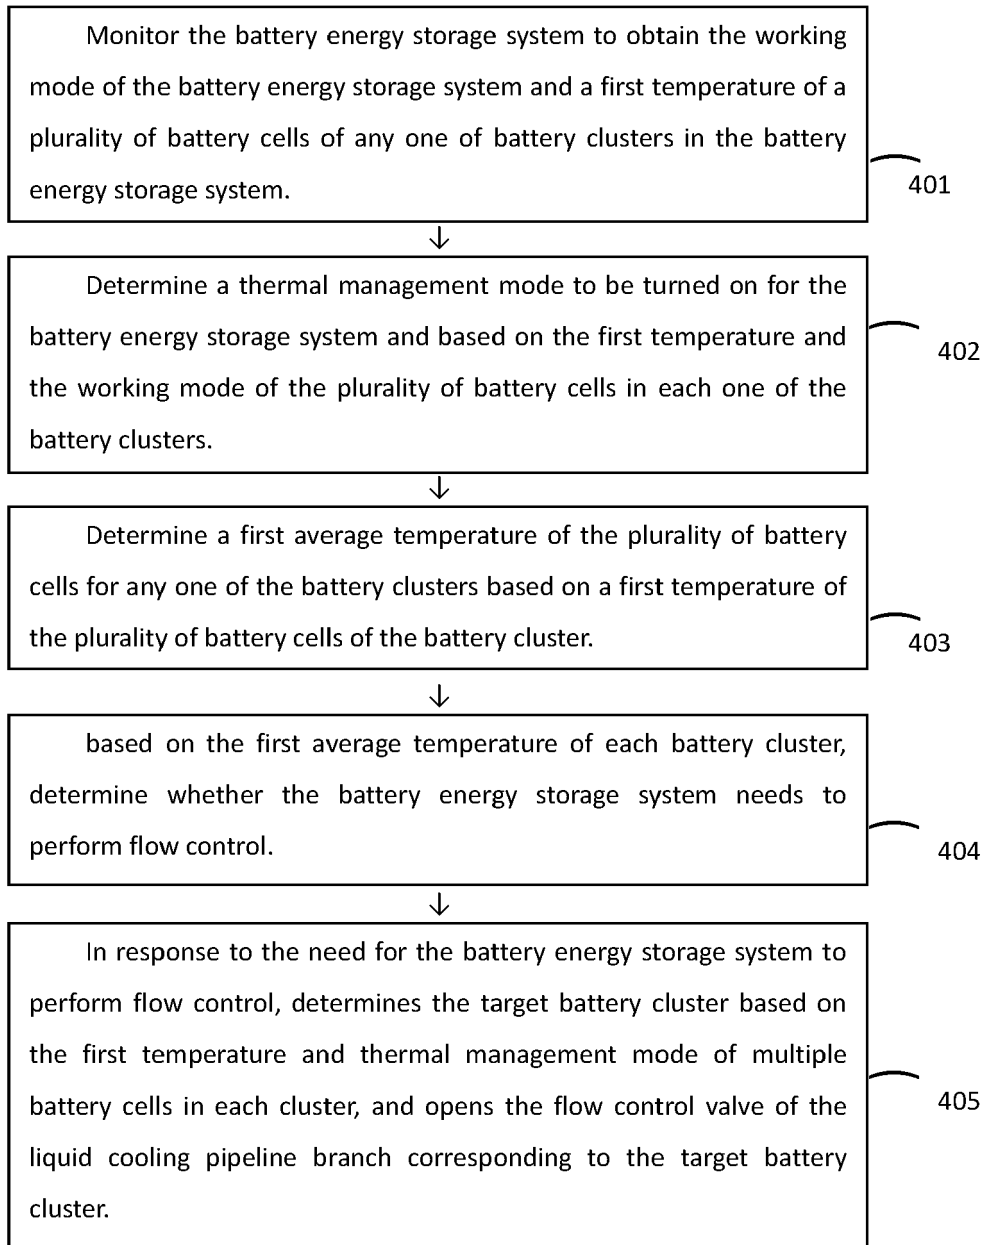 Monitor the battery energy storage system to obtain the working
mode of the battery energy storage system and a first temperature of a
plurality of battery cells of any one of battery clusters in the battery
energy storage system.
401
↓
Determine a thermal management mode to be turned on for the
battery energy storage system and based on the first temperature and
the working mode of the plurality of battery cells in each one of the
battery clusters.
402
↓
Determine a first average temperature of the plurality of battery
cells for any one of the battery clusters based on a first temperature of
the plurality of battery cells of the battery cluster.
403
↓
based on the first average temperature of each battery cluster,
determine whether the battery energy storage system needs to
perform flow control.
404
↓
In response to the need for the battery energy storage system to
perform flow control, determines the target battery cluster based on
the first temperature and thermal management mode of multiple
battery cells in each cluster, and opens the flow control valve of the
liquid cooling pipeline branch corresponding to the target battery
cluster.
405